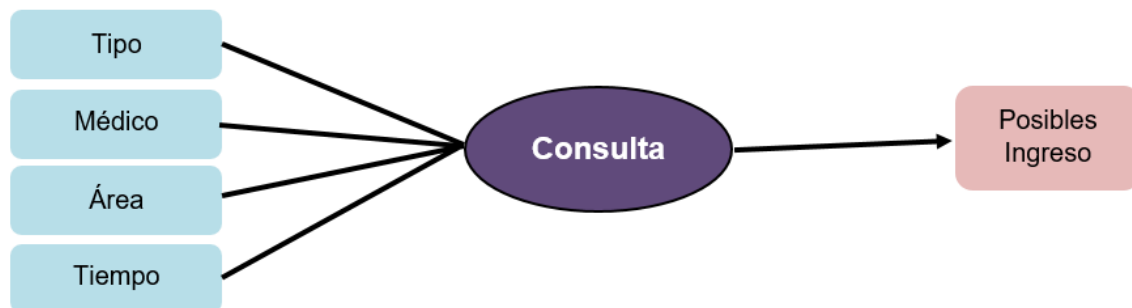 Tipo
Médico
Área
Tiempo
Consulta
Posibles
Ingreso